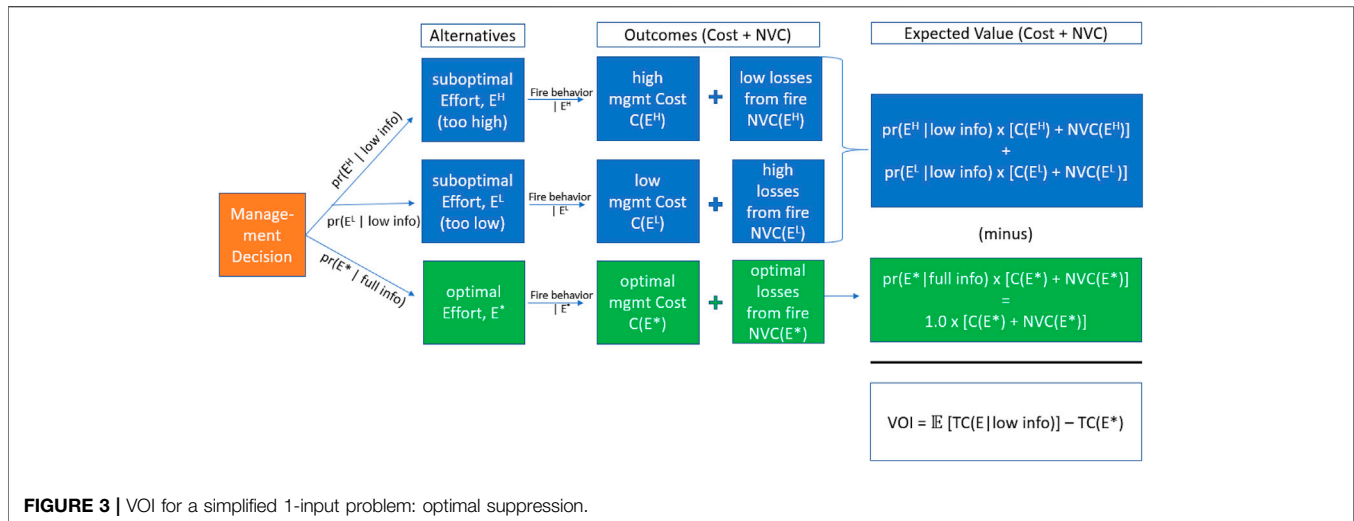 Alternatives
Outcomes (Cost + NVC)
Expected Value (Cost + NVC)
Manage-
ment
Decision
pr(E^H | low info)
pr(E^L | low info)
pr(E* | full info)
suboptimal
Effort, E^H
(too high)
Fire behavior
| E^H
high
mgmt Cost
C(E^H)
+
low losses
from fire
NVC(E^H)
suboptimal
Effort, E^L
(too low)
Fire behavior
| E^L
low
mgmt Cost
C(E^L)
+
high
losses
from fire
NVC(E^L)
pr(E^H | low info) x [C(E^H) + NVC(E^H)]
+
pr(E^L | low info) x [C(E^L) + NVC(E^L)]
(minus)
optimal
Effort, E*
Fire behavior
| E*
optimal
mgmt Cost
C(E*)
+
optimal
losses
from fire
NVC(E*)
pr(E*|full info) x [C(E*) + NVC(E*)]
=
1.0 x [C(E*) + NVC(E*)]
VOI = 𝔼 [TC(E|low info)] – TC(E*)
FIGURE 3 | VOI for a simplified 1-input problem: optimal suppression.